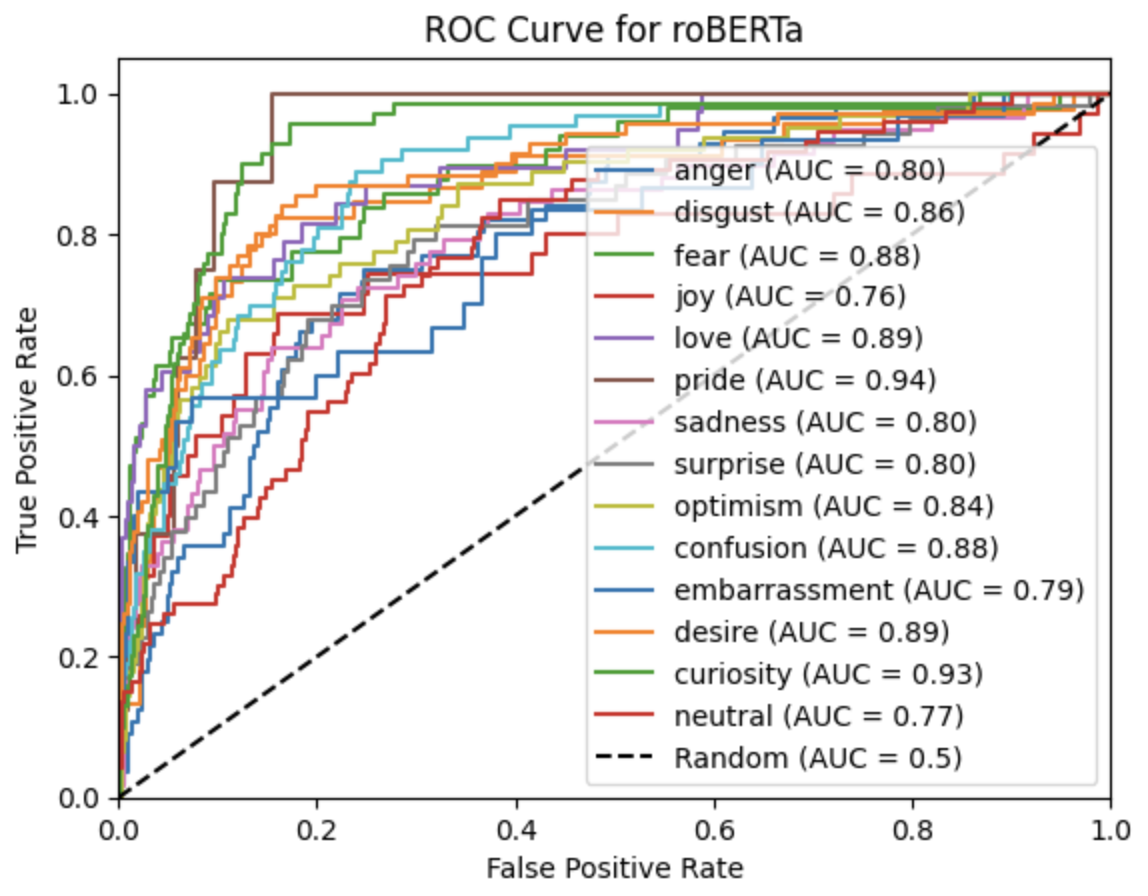 ROC Curve for roBERTa
1.0
0.8
0.6
0.4
0.2
0.0
True Positive Rate
anger (AUC = 0.80)
disgust (AUC = 0.86)
fear (AUC = 0.88)
joy (AUC = 0.76)
love (AUC = 0.89)
pride (AUC = 0.94)
sadness (AUC = 0.80)
surprise (AUC = 0.80)
optimism (AUC = 0.84)
confusion (AUC = 0.88)
embarrassment (AUC = 0.79)
desire (AUC = 0.89)
curiosity (AUC = 0.93)
neutral (AUC = 0.77)
Random (AUC = 0.5)
0.0 0.2 0.4 0.6 0.8 1.0
False Positive Rate